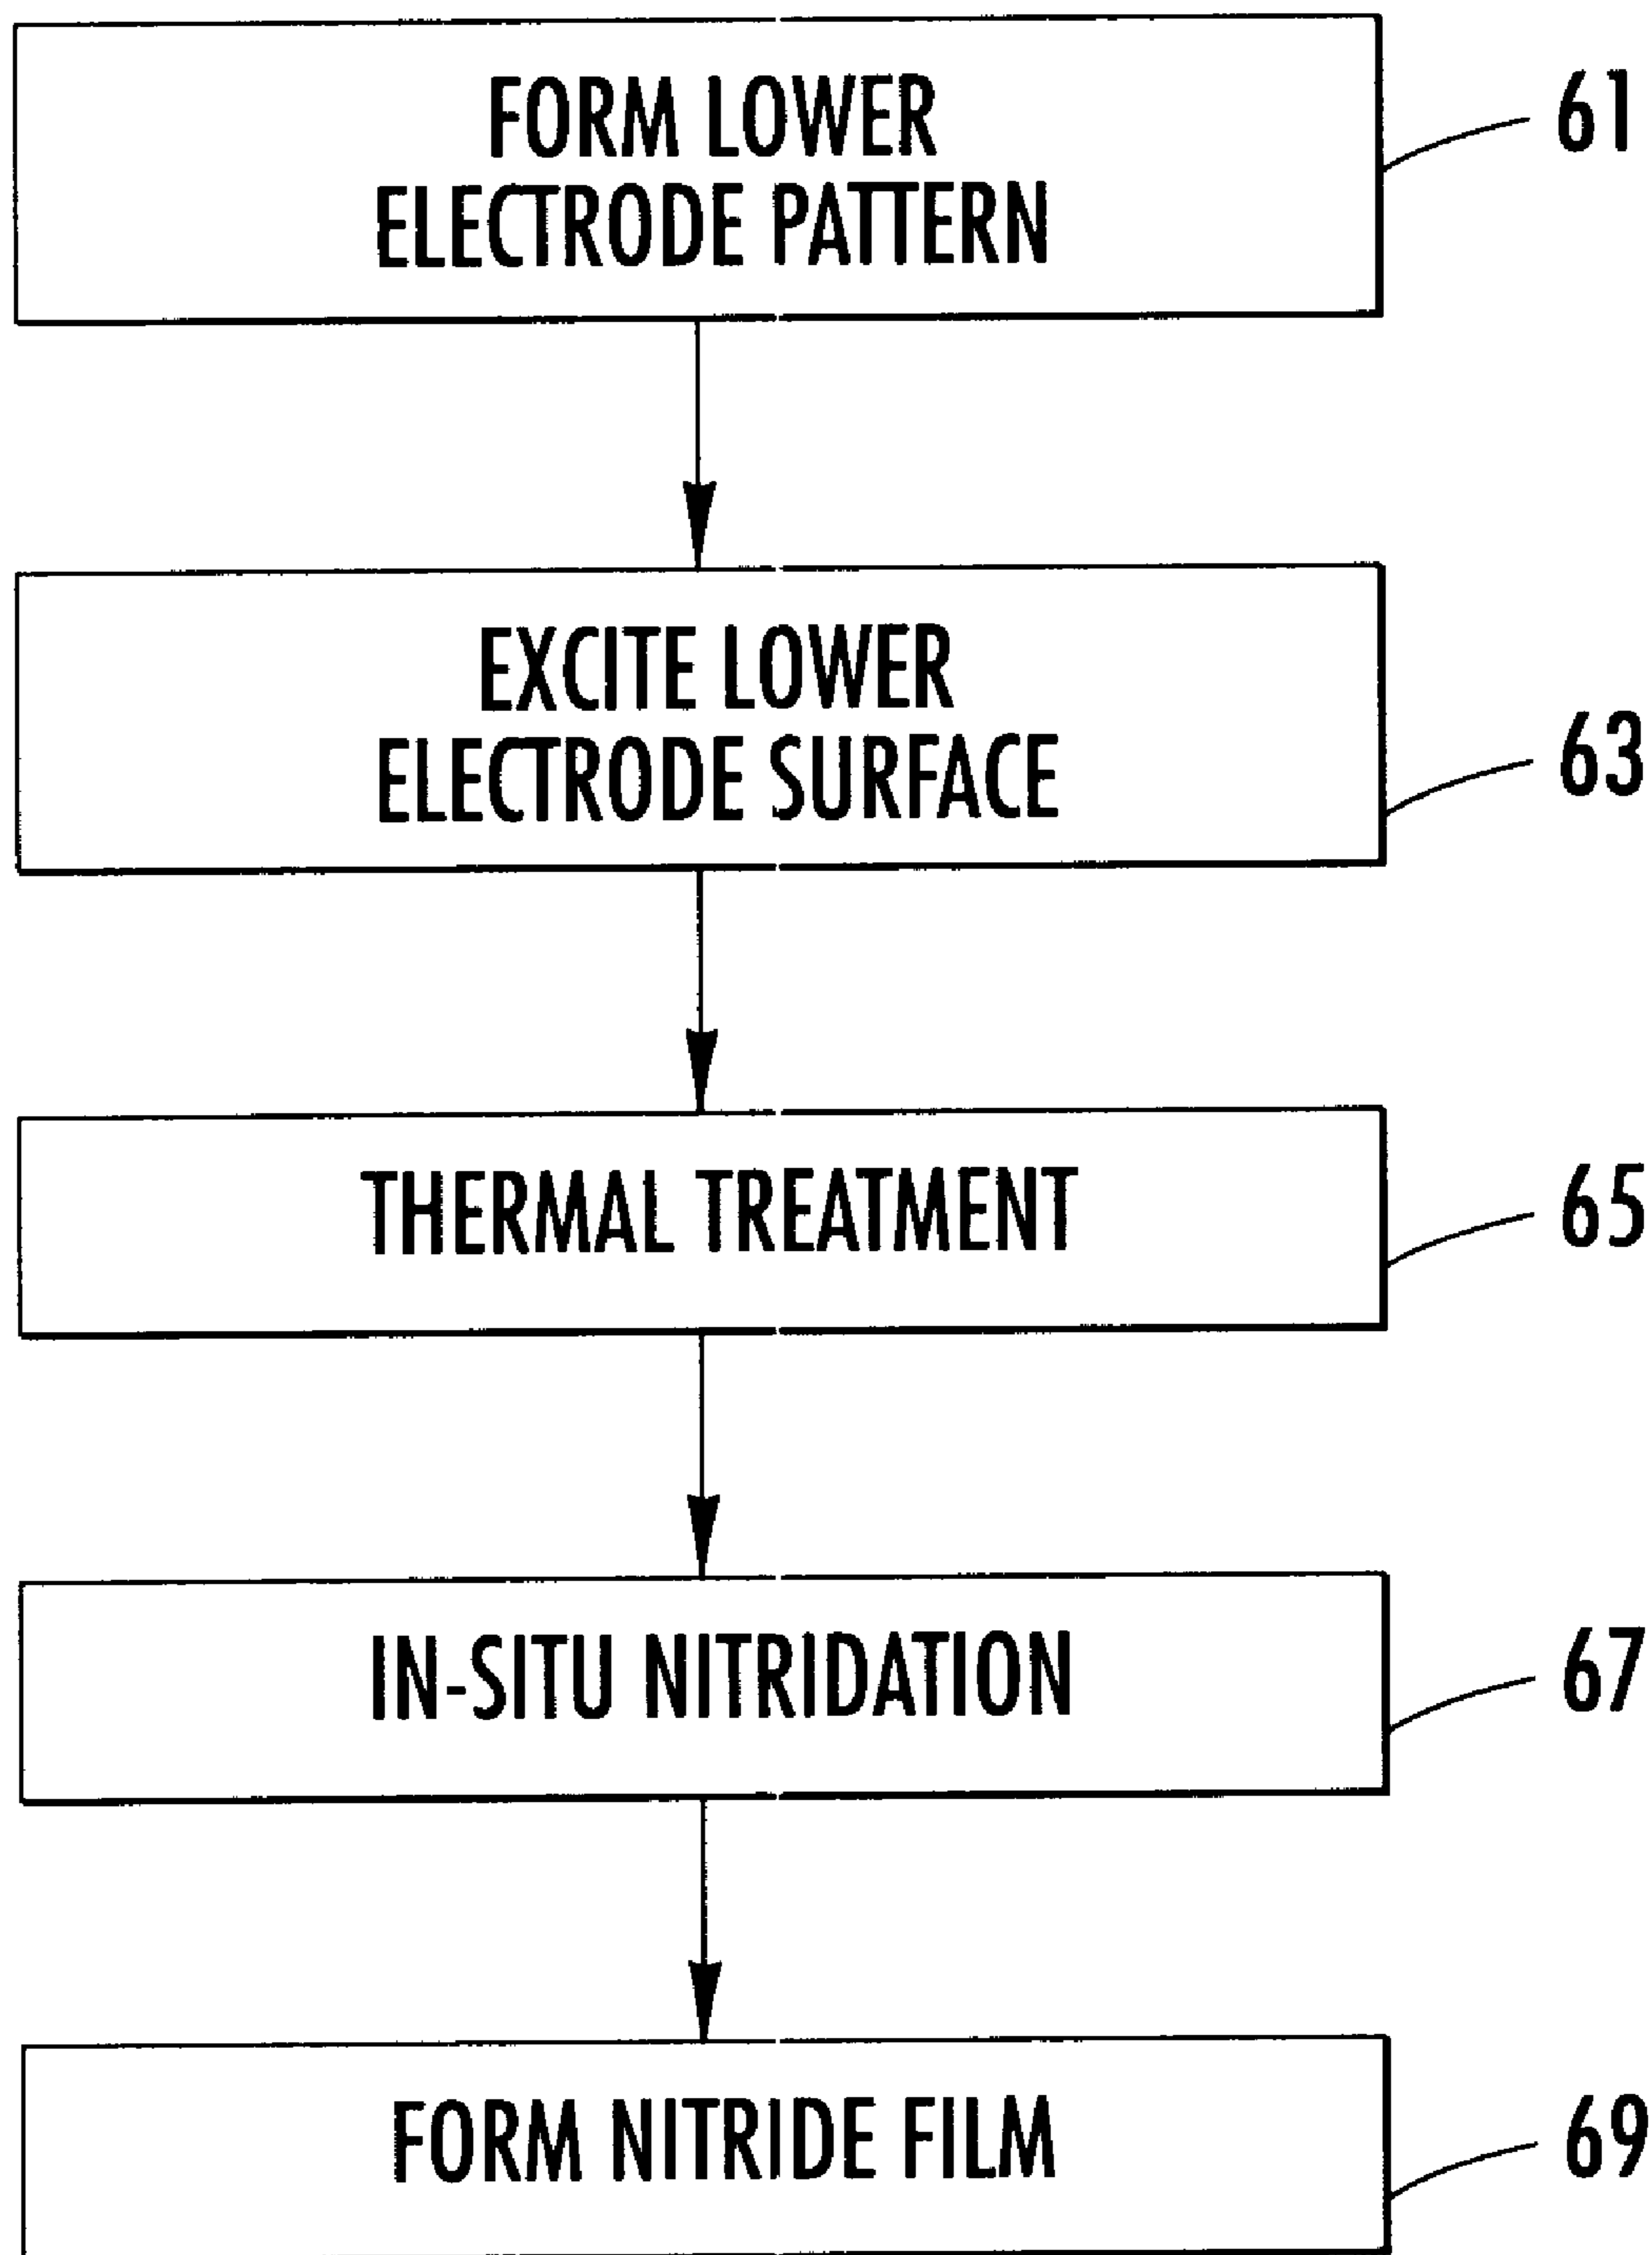 FORM LOWER
ELECTRODE PATTERN
61
EXCITE LOWER
ELECTRODE SURFACE
63
THERMAL TREATMENT
65
IN-SITU NITRIDATION
67
FORM NITRIDE FILM
69